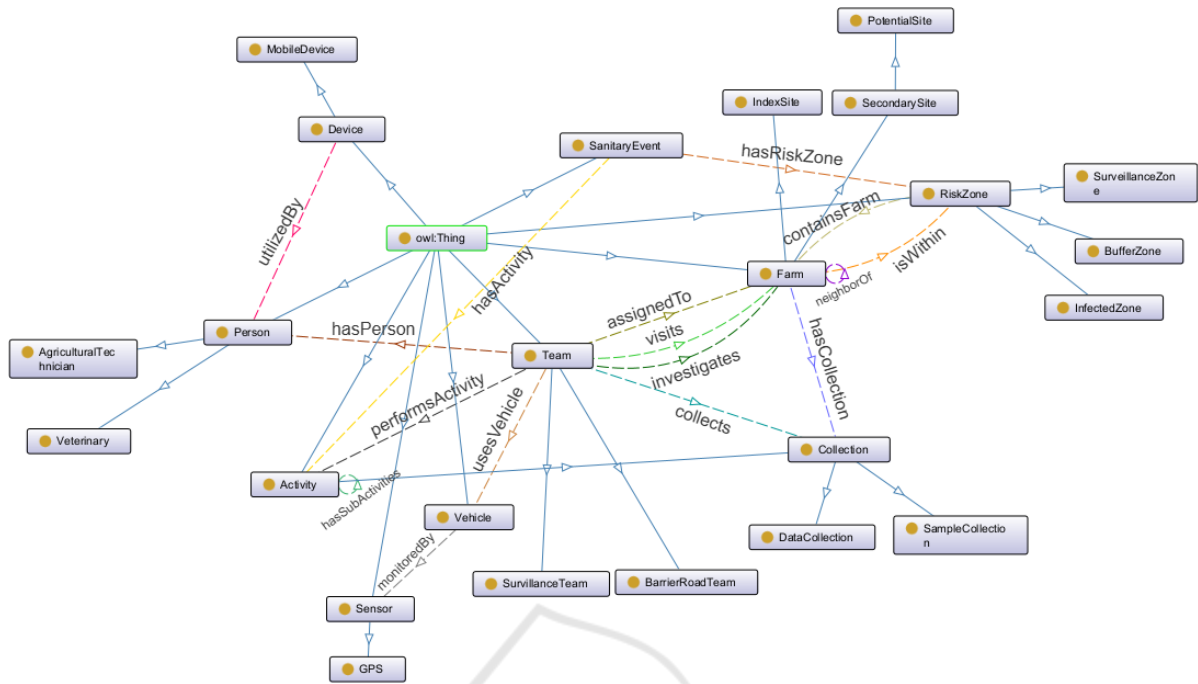 PotentialSite
MobileDevice
IndexSite
SecondarySite
Device
SanitaryEvent
hasRiskZone
SurveillanceZon
e
RiskZone
containsFarm
utilizedBy
owl:Thing
hasActivity
isWithin
BufferZone
Farm
neighborOf
InfectedZone
assignedTo
hasPerson
Person
visits
AgriculturalTec
hnician
Team
investigates
hasCollection
performsActivity
usesVehicle
collects
Veterinary
Collection
Activity
hasSubActivities
Vehicle
DataCollection
SampleCollectio
n
monitoredBy
SurvillanceTeam
BarrierRoadTeam
Sensor
GPS